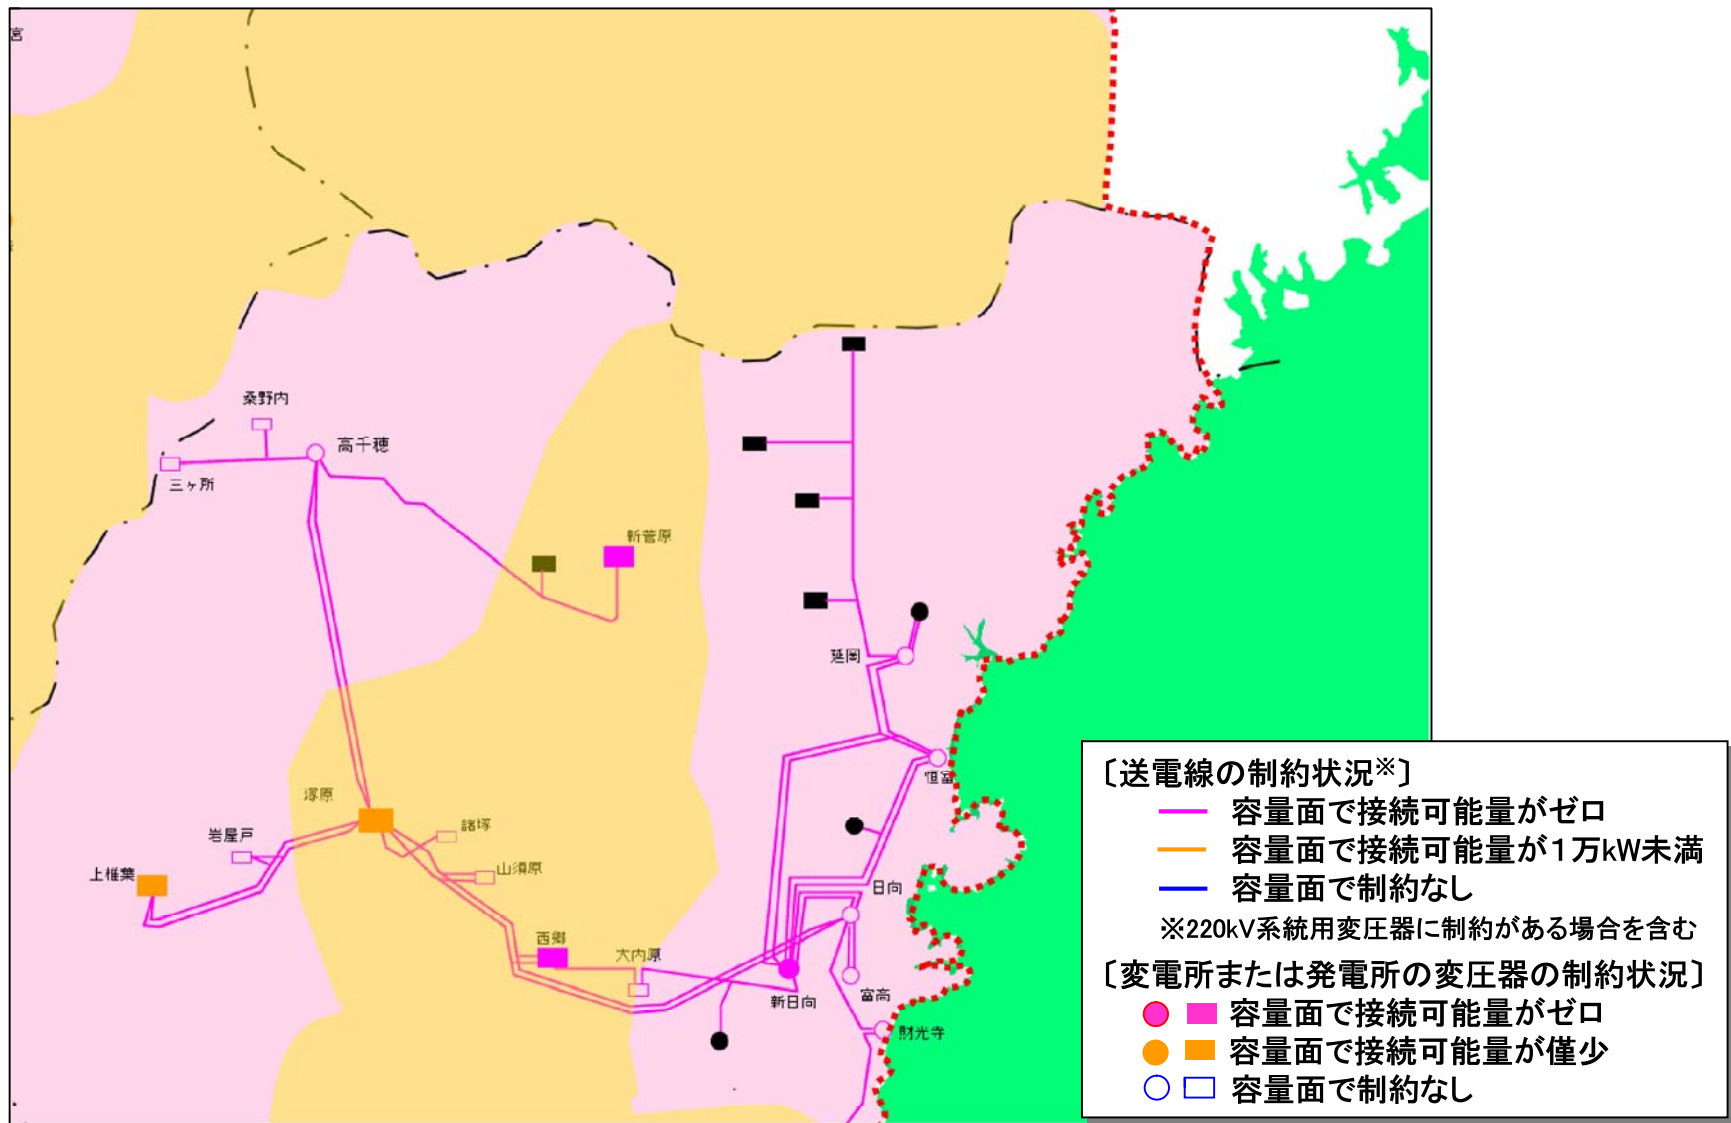 宮
桑野内
高千穂
三ヶ所
新菅原
延岡
恒富
塚原
諸塚
岩屋戸
山須原
上椎葉
日向
西郷
大内原
新日向
富高
財光寺
〔送電線の制約状況※〕
容量面で接続可能量がゼロ
容量面で接続可能量が1万kW未満
容量面で制約なし
※220kV系統用変圧器に制約がある場合を含む
〔変電所または発電所の変圧器の制約状況〕
容量面で接続可能量がゼロ
容量面で接続可能量が僅少
容量面で制約なし